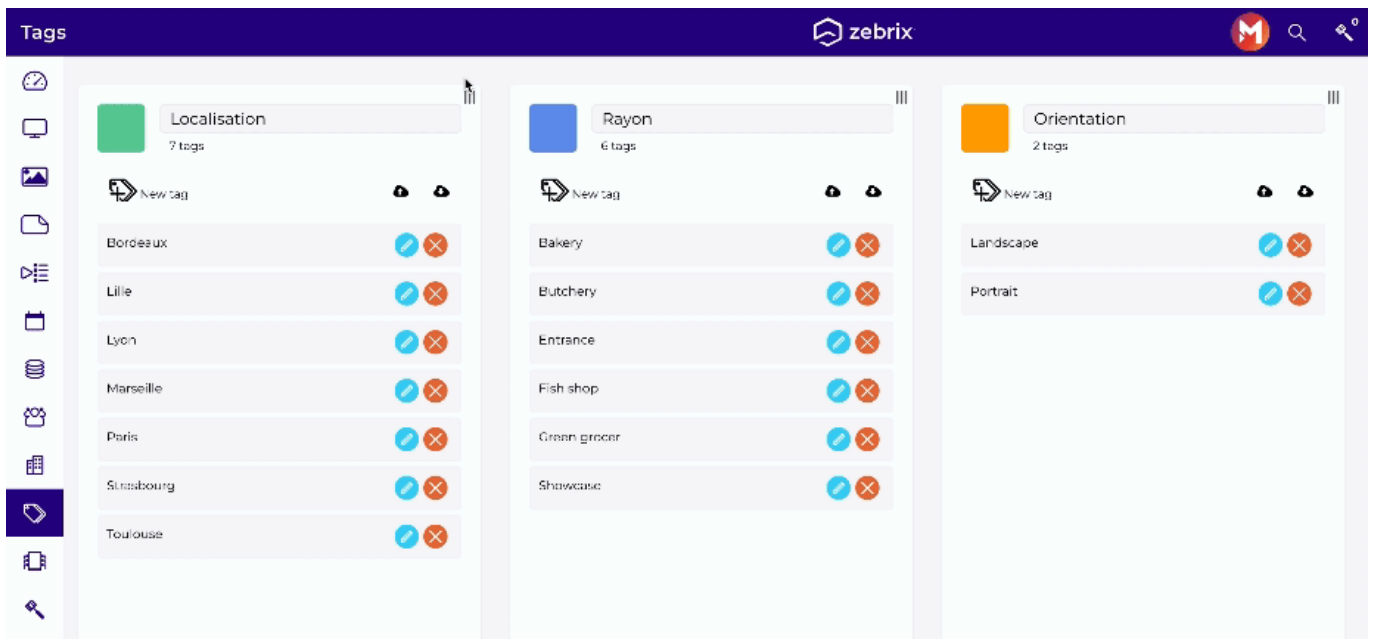 Tags
zebrix
0
Localisation
7 tags
New tag
Bordeaux
Lille
Lyon
Marseille
Paris
Strasbourg
Toulouse
Rayon
6 tags
New tag
Bakery
Butchery
Entrance
Fish shop
Green grocer
Showcase
Orientation
2 tags
New tag
Landscape
Portrait